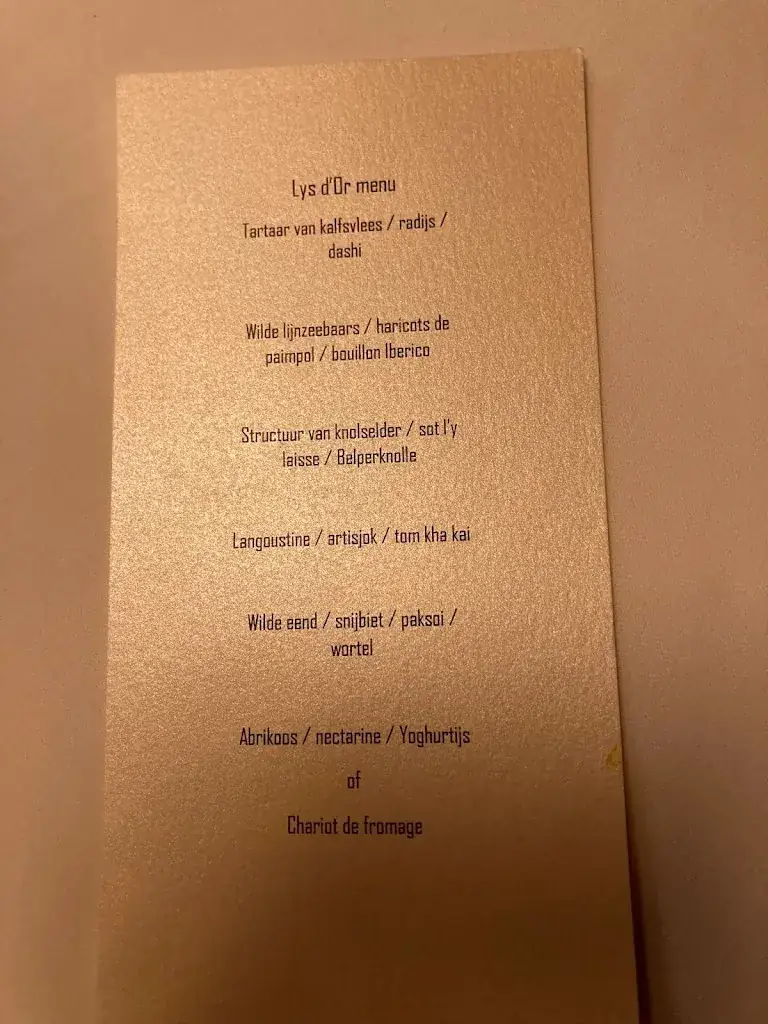 Lys d'Or menu
Tartaar van kalfsvlees / radijs /
dashi
Wilde lijnzeebaars / haricots de
paimpol / bouillon Iberico
Structuur van knolselder / sot l'y
laisse / Belperknolle
Langoustine / artisjok / tom kha kai
Wilde eend / snijbiet / paksoi /
wortel
Abrikoos / nectarine / Yoghurtijs
of
Chariot de fromage